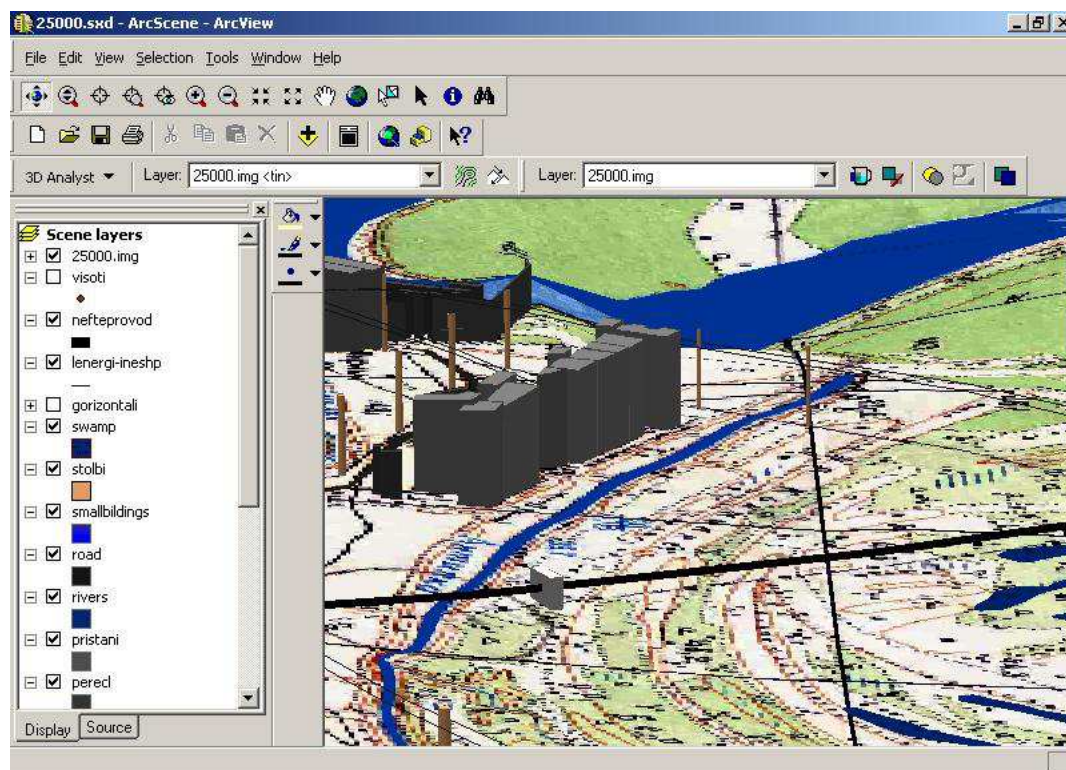 25000.sxd - ArcScene - ArcView
File Edit View Selection Tools Window Help
3D Analyst Layer: 25000.img <tin> Layer: 25000.img
Scene layers
25000.img
visoti
nefteprovod
lenergi-ineshp
gorizontali
swamp
stolbi
smallbildings
road
rivers
pristani
perecl
Display Source